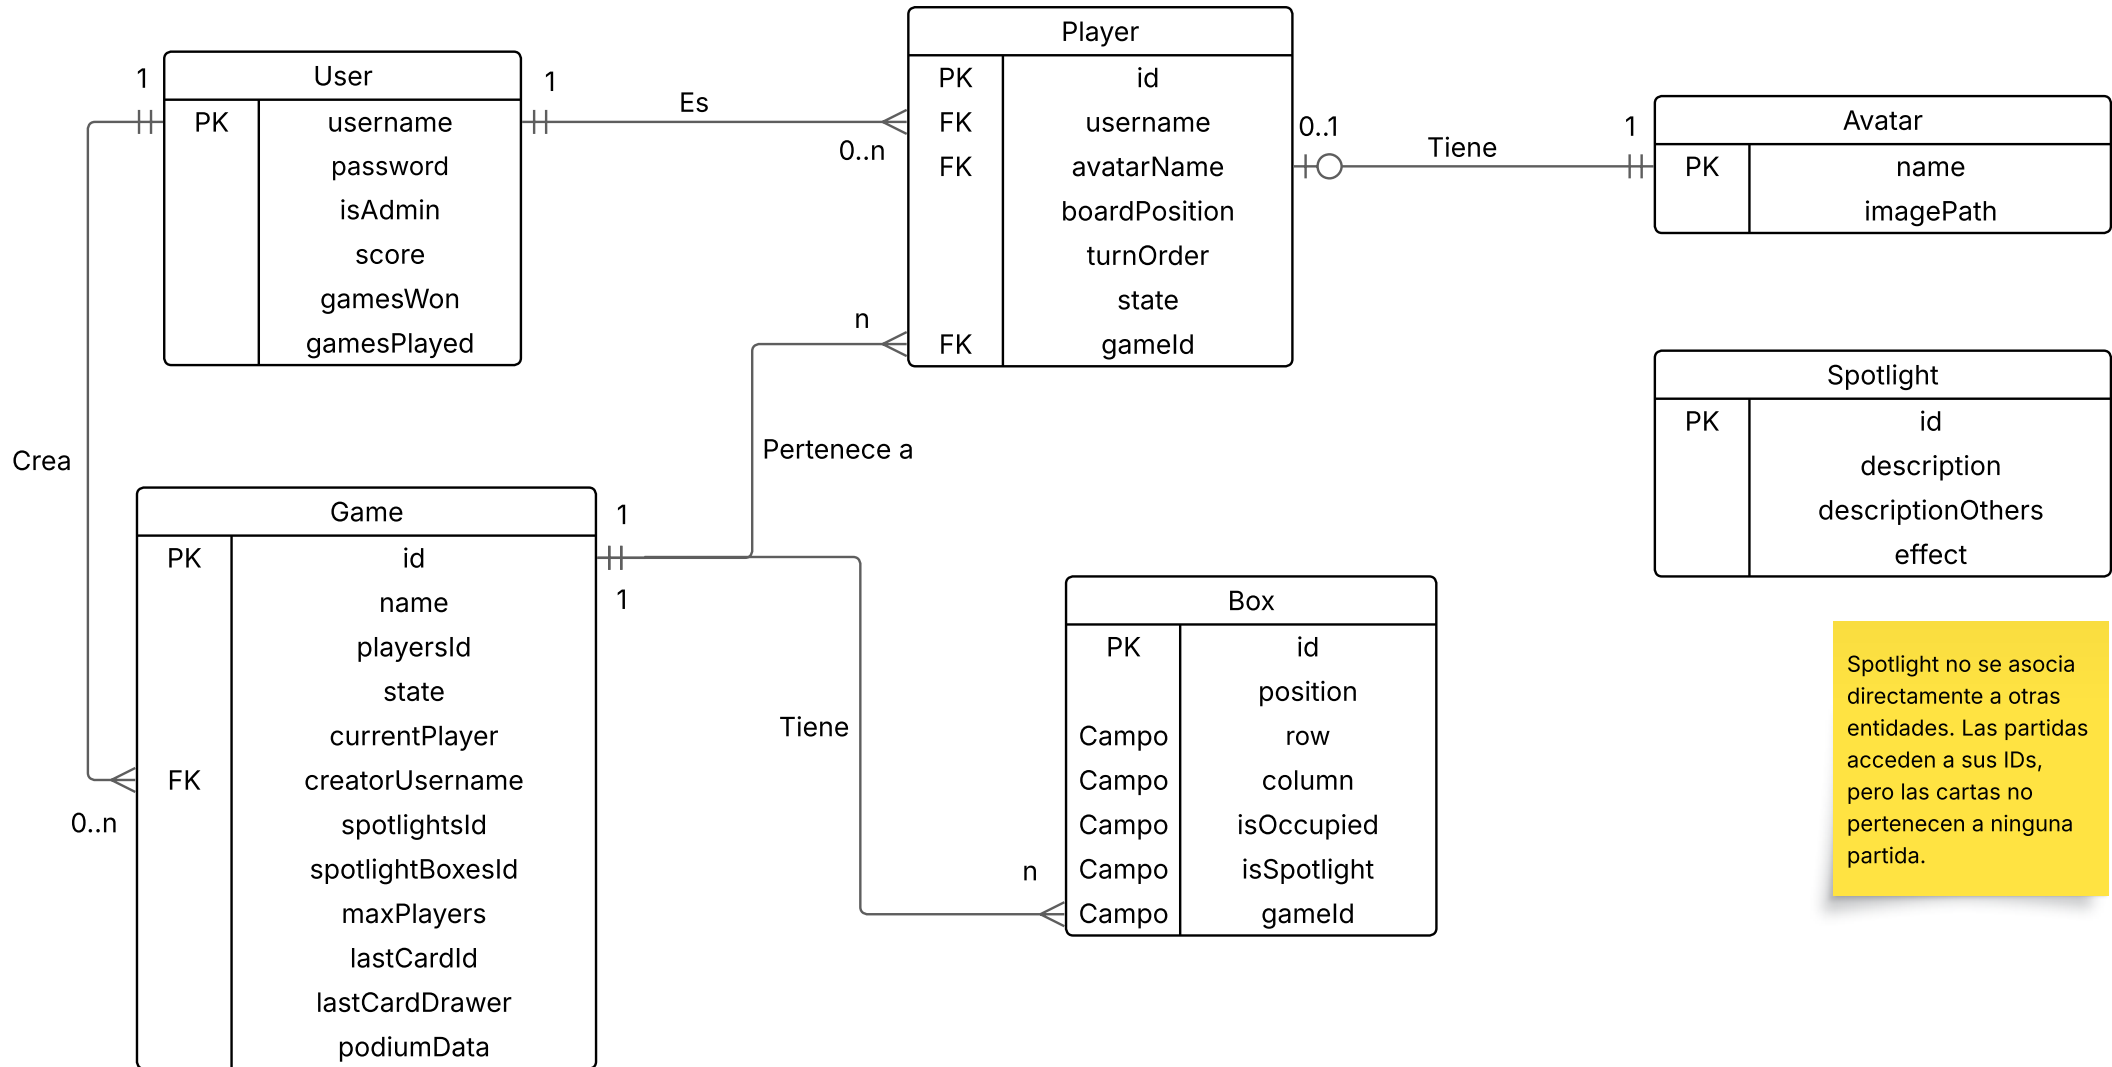 1
User
PK username
password
isAdmin
score
gamesWon
gamesPlayed
1
Es
0..n
Player
PK id
FK username
FK avatarName
boardPosition
turnOrder
state
FK gameId
0..1
Tiene
1
Avatar
PK name
imagePath
n
Pertenece a
Crea
0..n
Game
PK id
name
playersId
state
currentPlayer
FK creatorUsername
spotlightsId
spotlightBoxesId
maxPlayers
lastCardId
lastCardDrawer
podiumData
1
1
Tiene
n
Box
PK id
position
Campo row
Campo column
Campo isOccupied
Campo isSpotlight
Campo gameId
Spotlight
PK id
description
descriptionOthers
effect
Spotlight no se asocia
directamente a otras
entidades. Las partidas
acceden a sus IDs,
pero las cartas no
pertenecen a ninguna
partida.